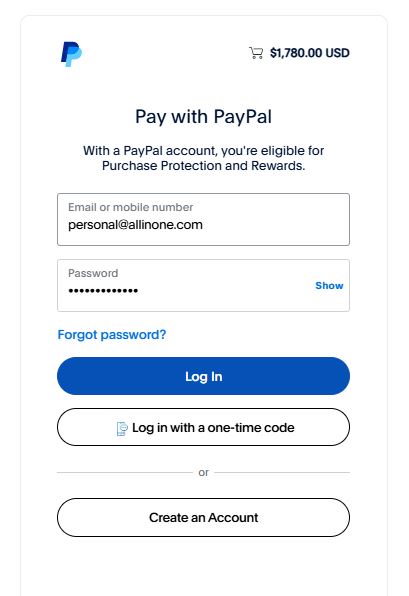 $1,780.00 USD
Pay with PayPal
With a PayPal account, you're eligible for
Purchase Protection and Rewards.
Email or mobile number
personal@allinone.com
Password
•••••••••••••
Show
Forgot password?
Log In
Log in with a one-time code
or
Create an Account